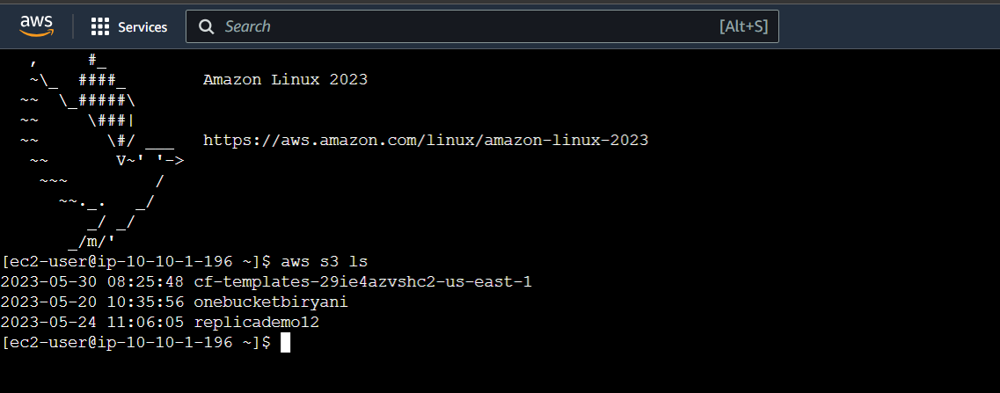 aws Services Search [Alt+S]
   ,     #_
   ~\_  ####_        Amazon Linux 2023
  ~~  \_#####\
  ~~     \###|
  ~~       \#/ ___   https://aws.amazon.com/linux/amazon-linux-2023
   ~~       V~' '->
    ~~~         /
      ~~._.   _/
         _/ _/
       _/m/'
[ec2-user@ip-10-10-1-196 ~]$ aws s3 ls
2023-05-30 08:25:48 cf-templates-29ie4azvshc2-us-east-1
2023-05-20 10:35:56 onebucketbiryani
2023-05-24 11:06:05 replicademo12
[ec2-user@ip-10-10-1-196 ~]$